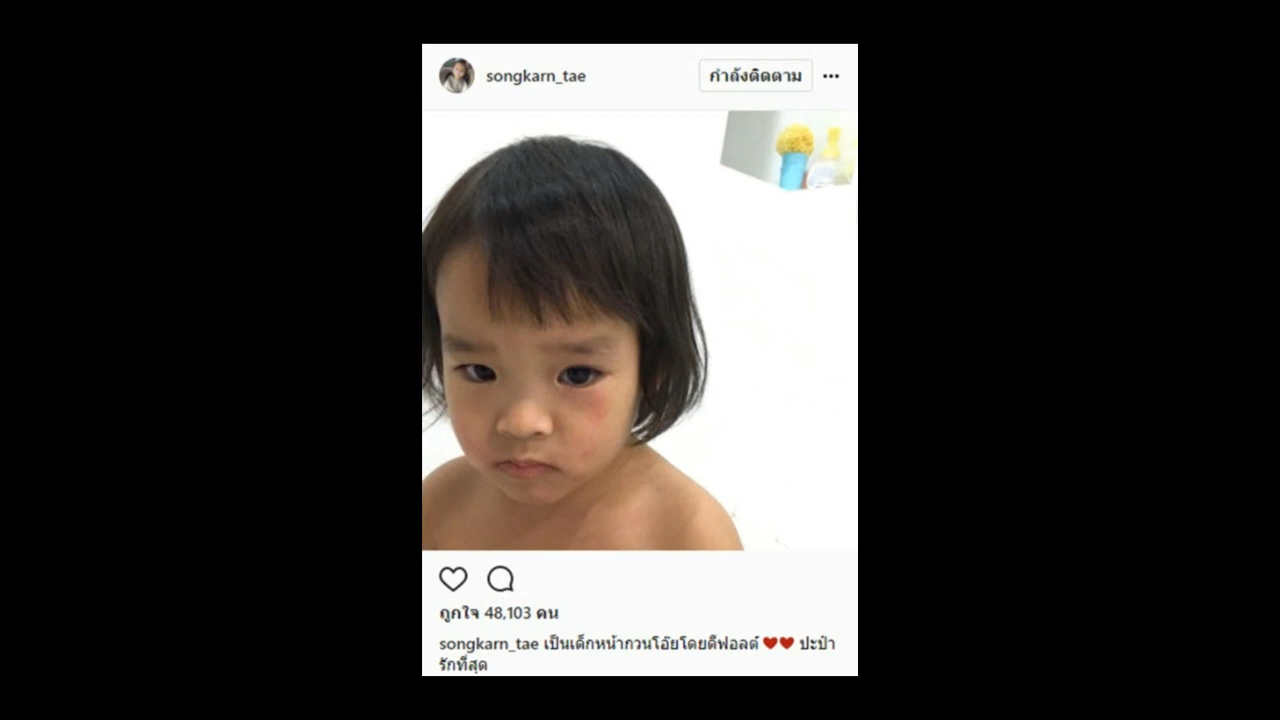 songkarn_tae
กำลังติดตาม
ถูกใจ 48,103 คน
songkarn_tae เป็นเด็กหน้ากวนโอ๊ยโดยดีฟอลต์ ❤❤ ปะป๋า
รักที่สุด